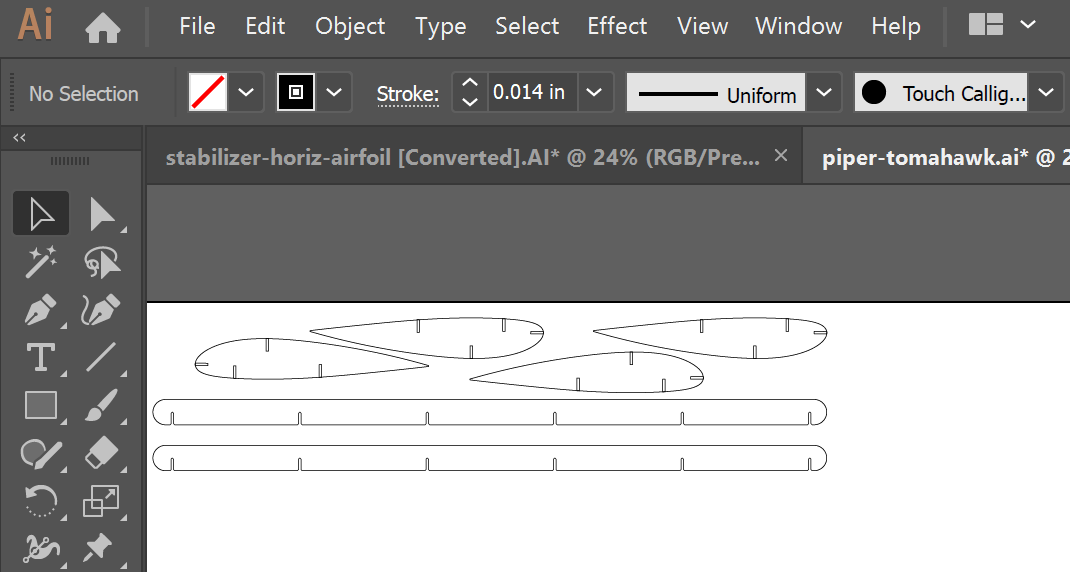 Ai File Edit Object Type Select Effect View Window Help
No Selection Stroke: 0.014 in Uniform Touch Callig...
stabilizer-horiz-airfoil [Converted].AI* @ 24% (RGB/Pre... × piper-tomahawk.ai* @ 2